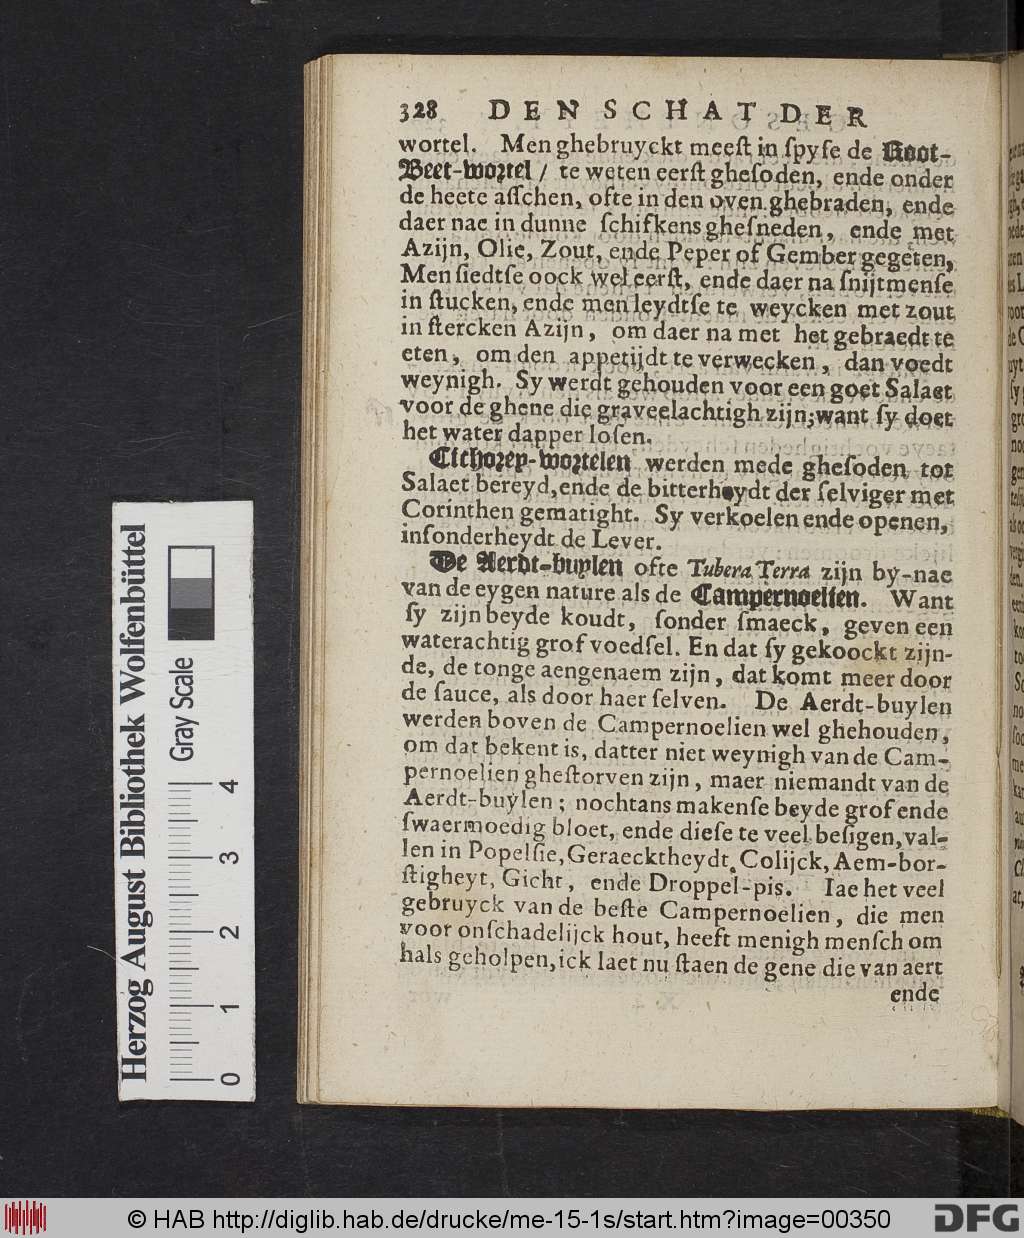 328 DEN SCHAT DER
wortel. Men ghebruyckt meeſt in ſpyſe de Root-
Beet-wortel / te weten eerſt gheſoden, ende onder
de heete aſſchen, ofte in den oven ghebraden, ende
daer nae in dunne ſchijfkens gheſneden, ende met
Azijn, Olie, Zout, ende Peper of Gember gegeten,
Men ſiedtſe oock wel eerſt, ende daer na ſnijtmenſe
in ſtucken, ende men leydtſe te weycken met zout
in ſtercken Azijn, om daer na met het gebraedt te
eten, om den appetijdt te verwecken, dan voedt
weynigh. Sy werdt gehouden voor een goet Salaet
voor de ghene die graveelachtigh zijn; want ſy doet
het water dapper loſen.
Cichorey-wortelen werden mede gheſoden tot
Salaet bereyd, ende de bitterheydt der ſelviger met
Corinthen gematight. Sy verkoelen ende openen,
inſonderheydt de Lever.
De Aerdt-buylen ofte Tubera Terra zijn by-nae
van de eygen nature als de Campernoelien. Want
ſy zijn beyde koudt, ſonder ſmaeck, geven een
waterachtig grof voedſel. En dat ſy gekoockt zijn-
de, de tonge aengenaem zijn, dat komt meer door
de ſauce, als door haer ſelven. De Aerdt-buylen
werden boven de Campernoelien wel ghehouden,
om dat bekent is, datter niet weynigh van de Cam-
pernoelien gheſtorven zijn, maer niemandt van de
Aerdt-buylen; nochtans makenſe beyde grof ende
ſwaermoedig bloet, ende dieſe te veel beſigen, val-
len in Popelſie, Geraecktheydt, Colijck, Aem-bor-
ſtigheyt, Gicht, ende Droppel-pis. Iae het veel
gebruyck van de beſte Campernoelien, die men
voor onſchadelijck hout, heeft menigh menſch om
hals geholpen, ick laet nu ſtaen de gene die van aert
ende
Herzog August Bibliothek Wolfenbüttel
Gray Scale
0 1 2 3 4
© HAB http://diglib.hab.de/drucke/me-15-1s/start.htm?image=00350
DFG